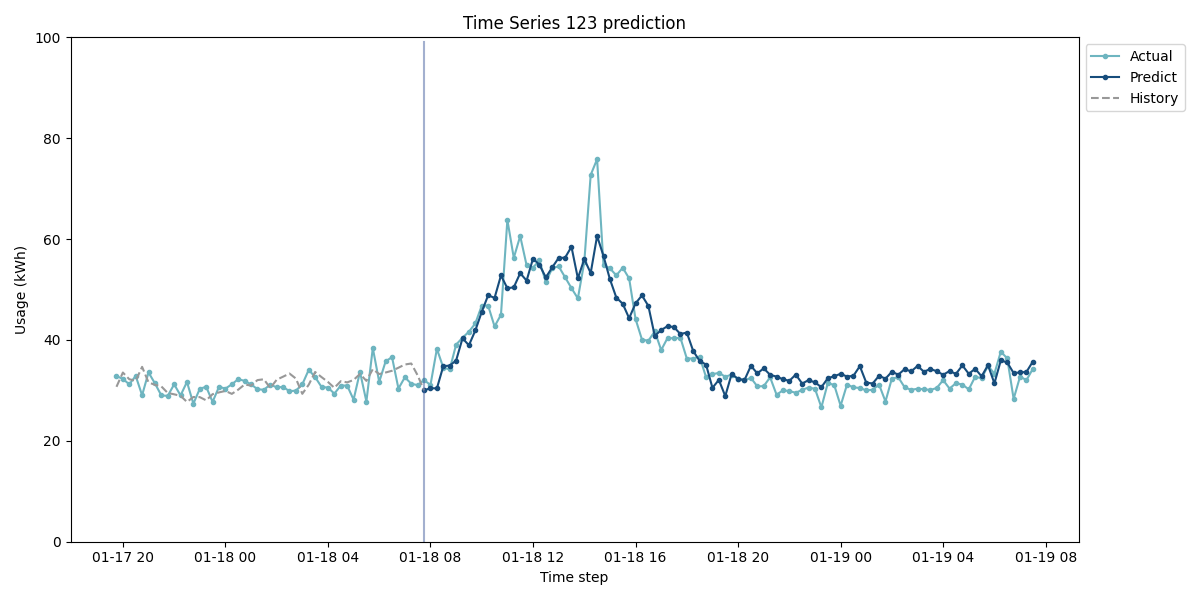 Time Series 123 prediction
100
80
60
40
20
0
Usage (kWh)
01-17 20
01-18 00
01-18 04
01-18 08
01-18 12
01-18 16
01-18 20
01-19 00
01-19 04
01-19 08
Time step
Actual
Predict
History